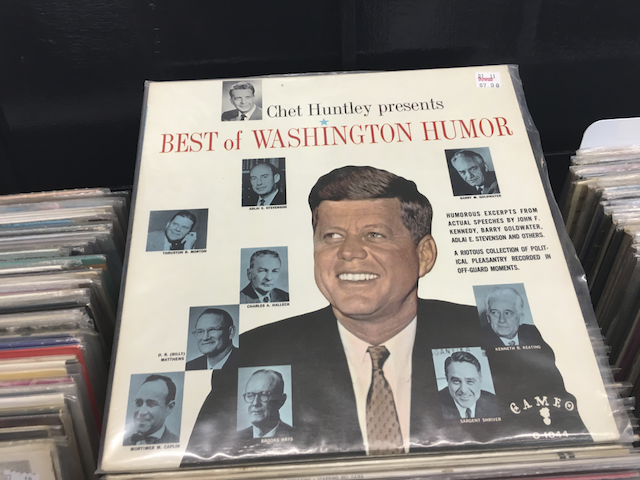 Chet Huntley presents
BEST of WASHINGTON HUMOR
ADLAI E. STEVENSON
BARRY M. GOLDWATER
THRUSTON B. MORTON
HUMOROUS EXCERPTS FROM
ACTUAL SPEECHES BY JOHN F.
KENNEDY, BARRY GOLDWATER,
ADLAI E. STEVENSON AND OTHERS.
A RIOTOUS COLLECTION OF POLIT-
ICAL PLEASANTRY RECORDED IN
OFF-GUARD MOMENTS.
CHARLES A. HALLECK
D. R. (BILLY)
MATTHEWS
KENNETH B. KEATING
MORTIMER M. CAPLIN
BROOKS HAYS
SARGENT SHRIVER
CAMEO
C-1044